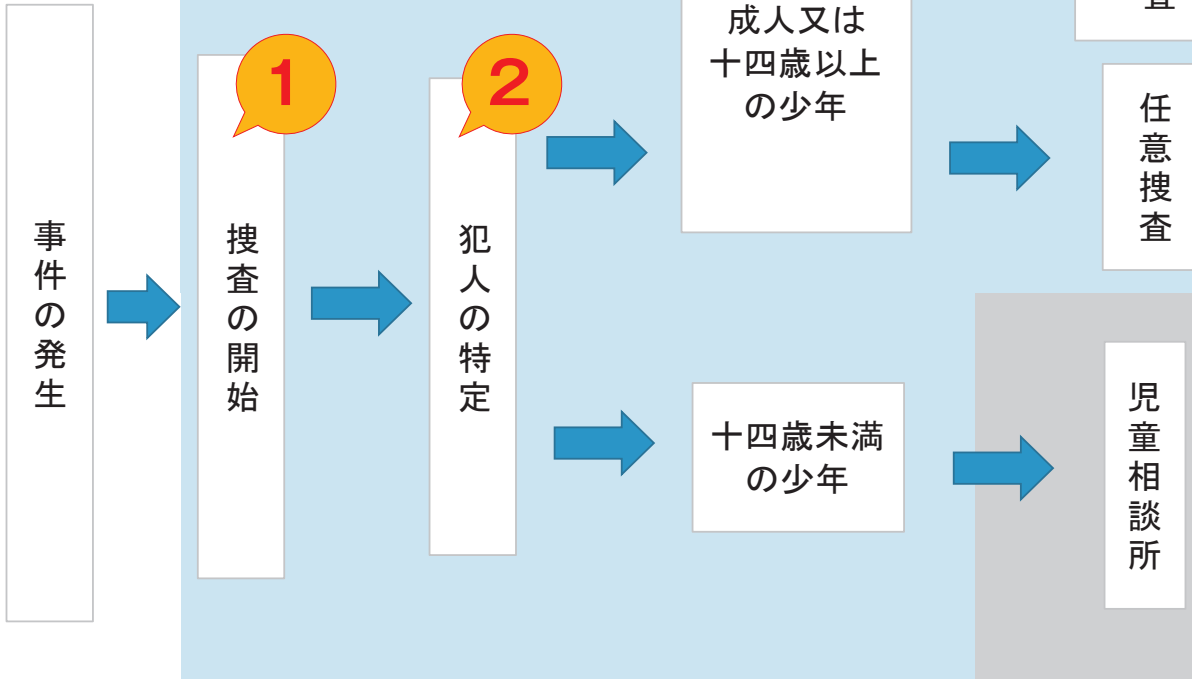 事件の発生
1
捜査の開始
2
犯人の特定
成人又は
十四歳以上
の少年
十四歳未満
の少年
査
任意捜査
児童相談所